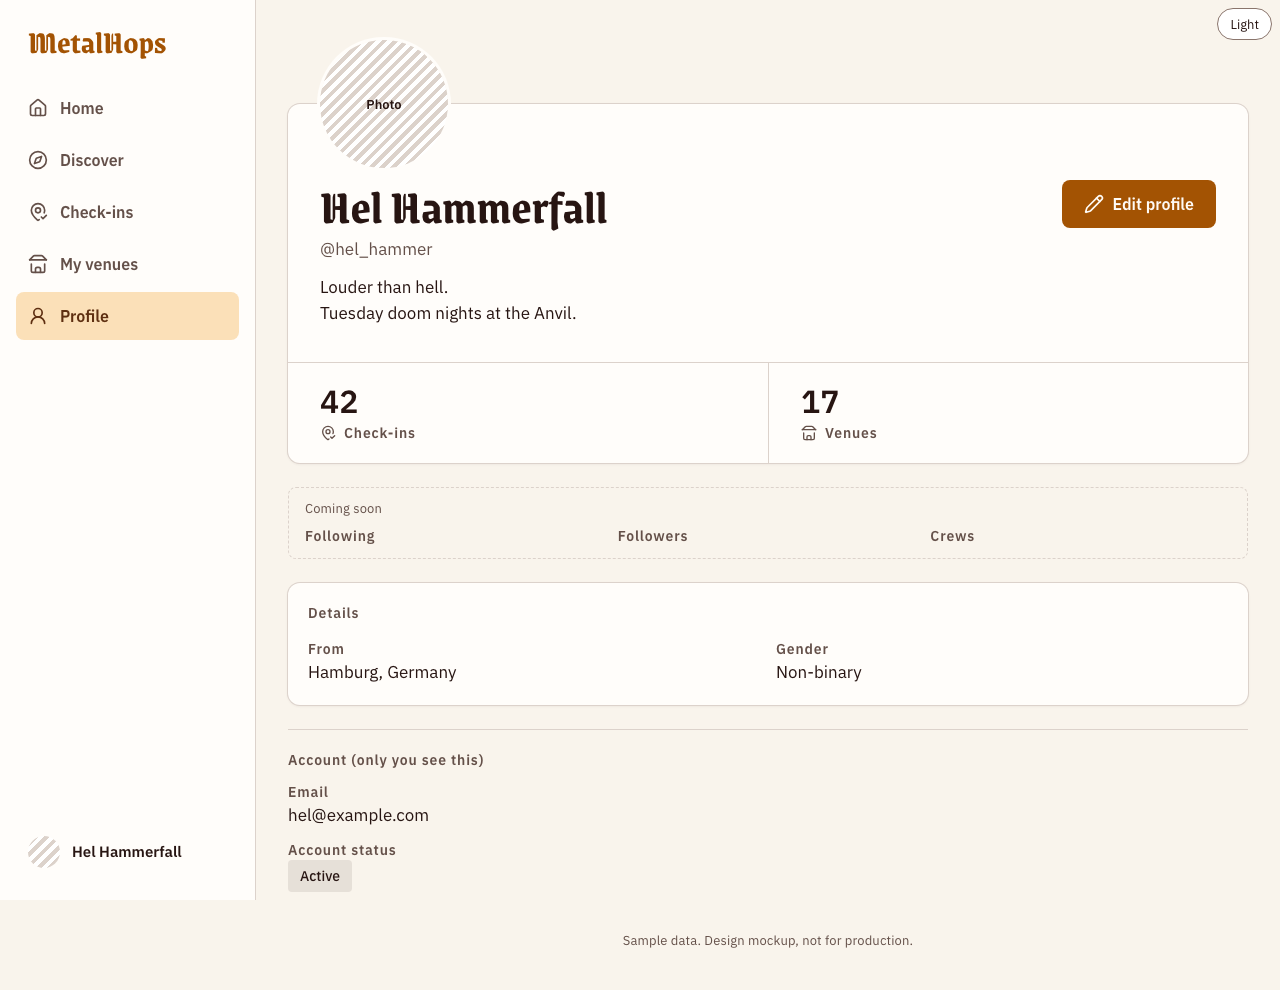 MetalHops
Home
Discover
Check-ins
My venues
Profile
Hel Hammerfall
Light
Photo
Hel Hammerfall
@hel_hammer
Louder than hell.
Tuesday doom nights at the Anvil.
Edit profile
42
Check-ins
17
Venues
Coming soon
Following
Followers
Crews
Details
From
Hamburg, Germany
Gender
Non-binary
Account (only you see this)
Email
hel@example.com
Account status
Active
Sample data. Design mockup, not for production.